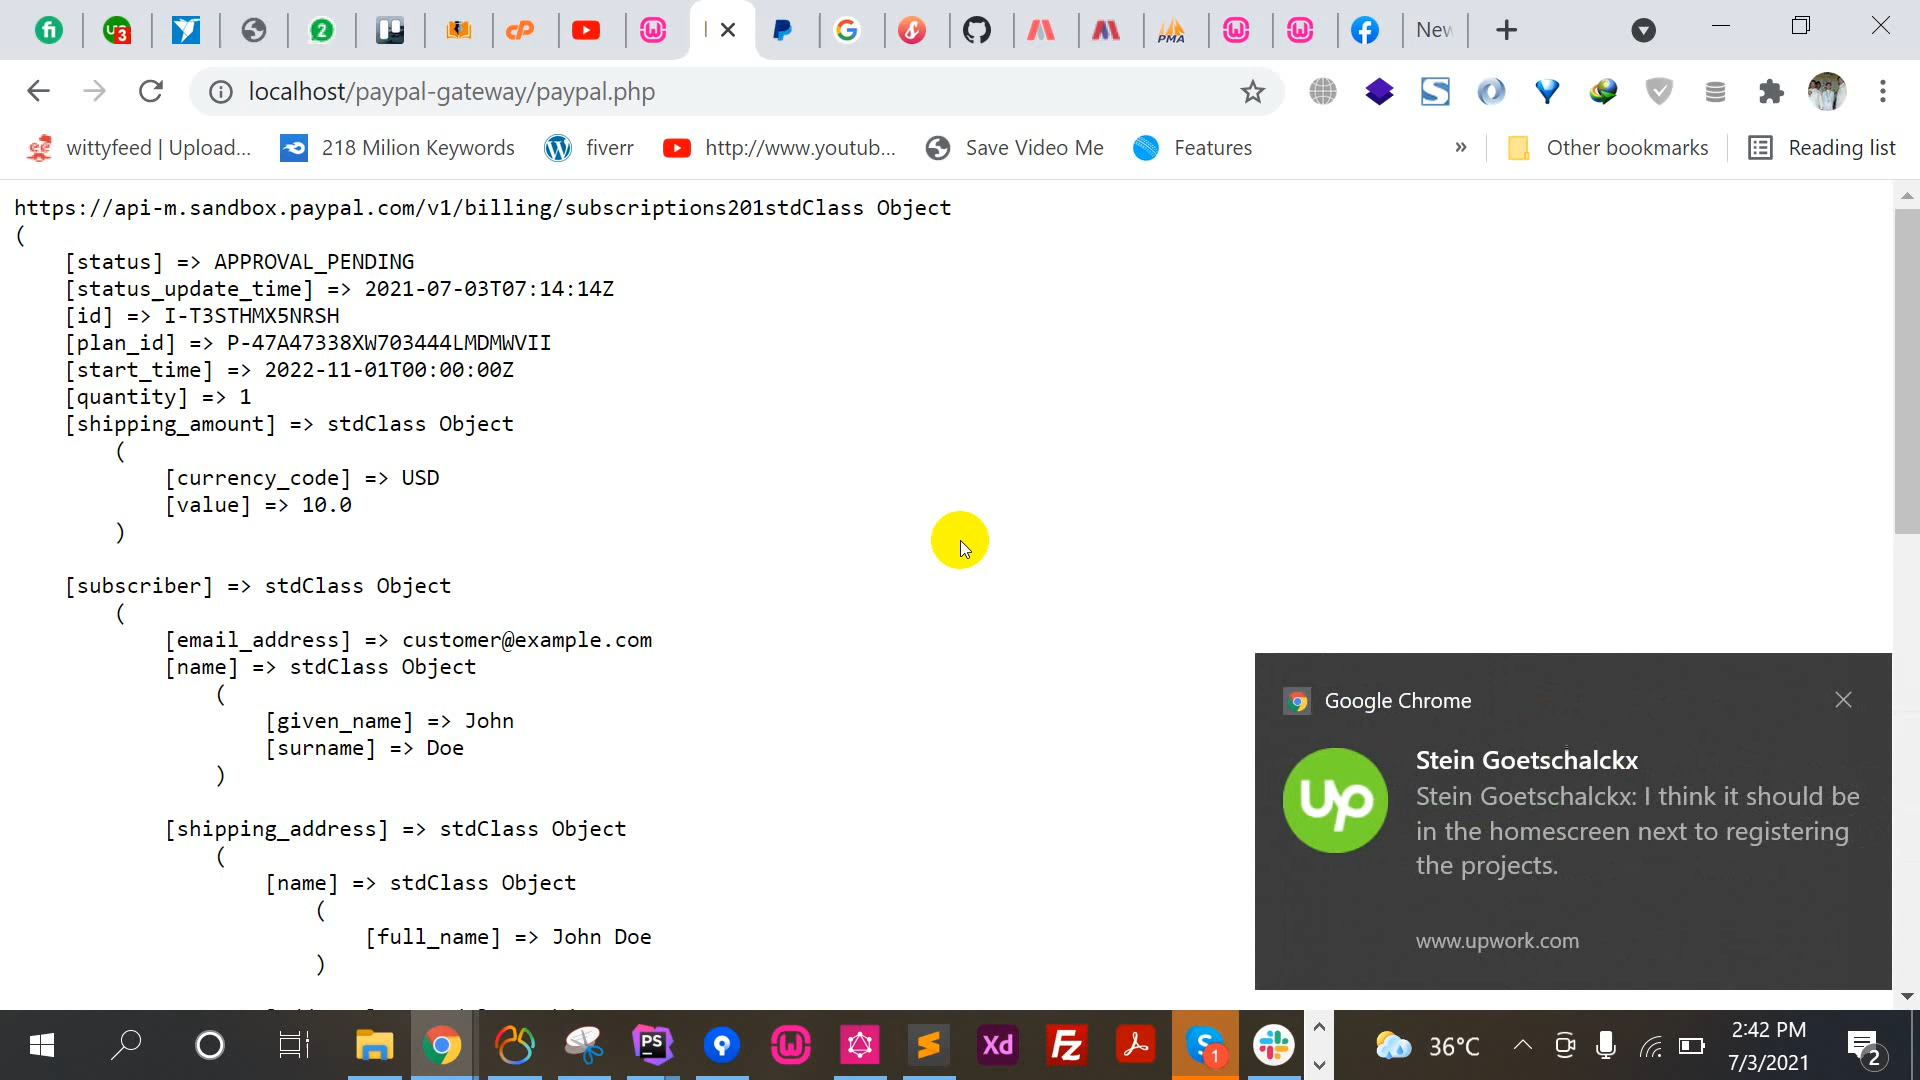 New
localhost/paypal-gateway/paypal.php
wittyfeed | Upload... 218 Milion Keywords fiverr http://www.youtub... Save Video Me Features » Other bookmarks Reading list
https://api-m.sandbox.paypal.com/v1/billing/subscriptions201stdClass Object
(
[status] => APPROVAL_PENDING
[status_update_time] => 2021-07-03T07:14:14Z
[id] => I-T3STHMX5NRSH
[plan_id] => P-47A47338XW703444LMDMWVII
[start_time] => 2022-11-01T00:00:00Z
[quantity] => 1
[shipping_amount] => stdClass Object
(
[currency_code] => USD
[value] => 10.0
)
[subscriber] => stdClass Object
(
[email_address] => customer@example.com
[name] => stdClass Object
(
[given_name] => John
[surname] => Doe
)
[shipping_address] => stdClass Object
(
[name] => stdClass Object
(
[full_name] => John Doe
)
Google Chrome
up
Stein Goetschalckx
Stein Goetschalckx: I think it should be
in the homescreen next to registering
the projects.
www.upwork.com
36°C
2:42 PM
7/3/2021
2